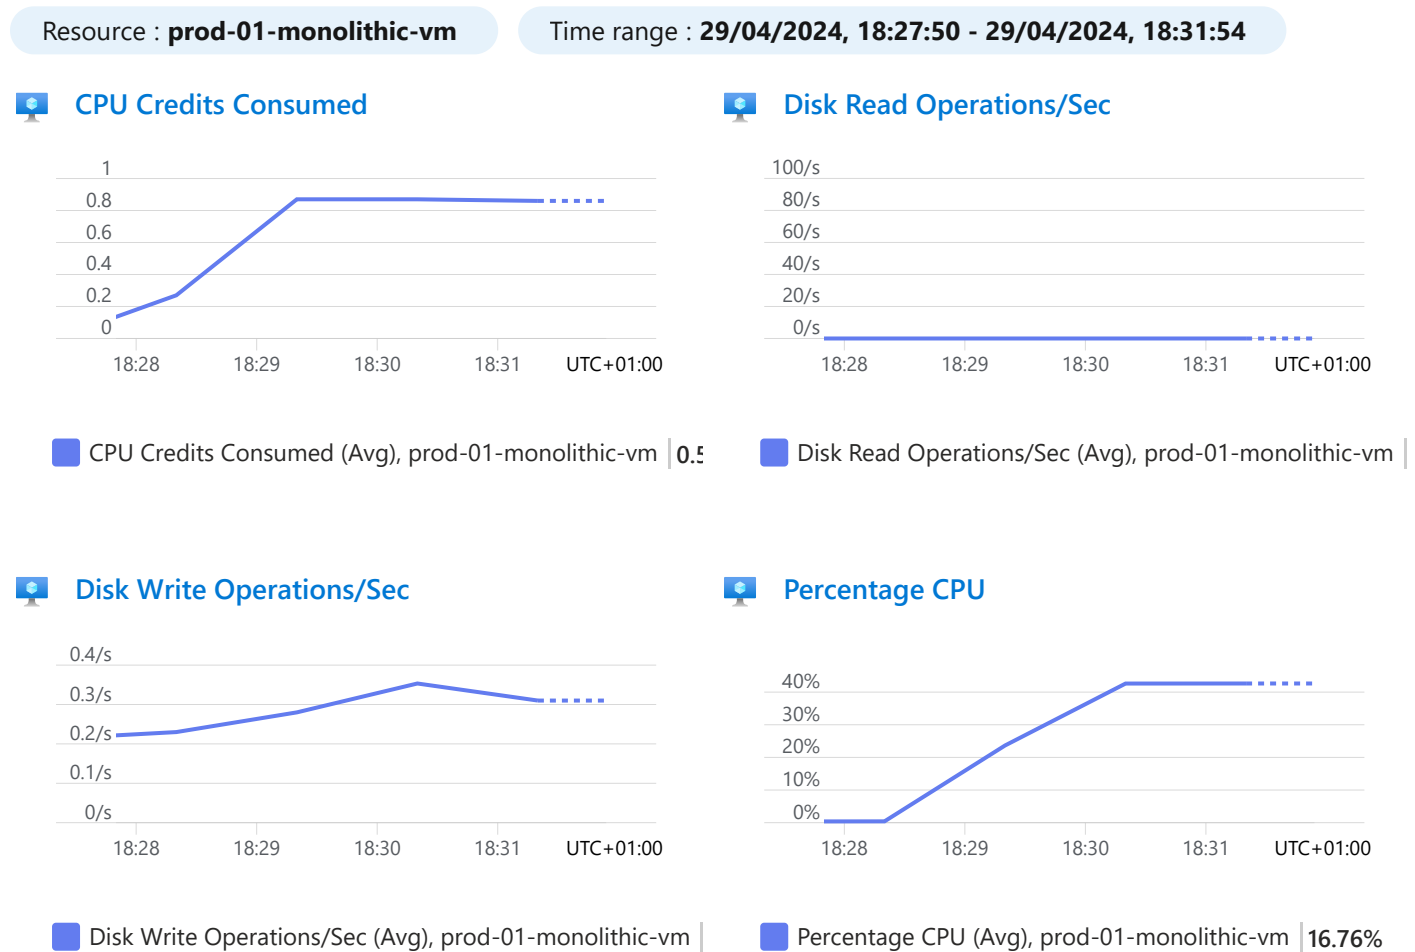 Resource : prod-01-monolithic-vm
Time range : 29/04/2024, 18:27:50 - 29/04/2024, 18:31:54
CPU Credits Consumed
1
0.8
0.6
0.4
0.2
0
18:28 18:29 18:30 18:31 UTC+01:00
CPU Credits Consumed (Avg), prod-01-monolithic-vm
Disk Read Operations/Sec
100/s
80/s
60/s
40/s
20/s
0/s
18:28 18:29 18:30 18:31 UTC+01:00
Disk Read Operations/Sec (Avg), prod-01-monolithic-vm
Disk Write Operations/Sec
0.4/s
0.3/s
0.2/s
0.1/s
0/s
18:28 18:29 18:30 18:31 UTC+01:00
Disk Write Operations/Sec (Avg), prod-01-monolithic-vm
Percentage CPU
40%
30%
20%
10%
0%
18:28 18:29 18:30 18:31 UTC+01:00
Percentage CPU (Avg), prod-01-monolithic-vm 16.76%